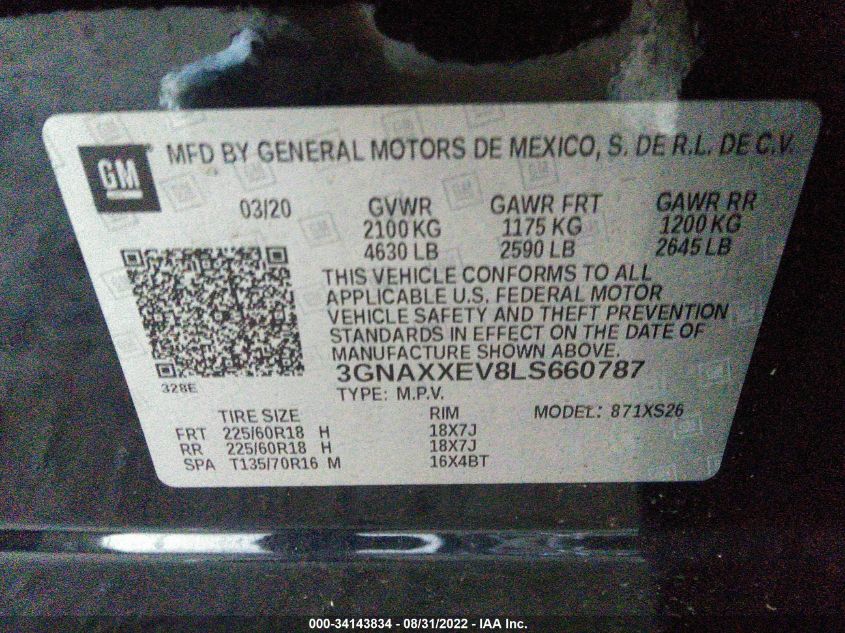 GM MFD BY GENERAL MOTORS DE MEXICO, S. DE R.L. DE C.V.
03/20 GVWR GAWR FRT GAWR RR
2100 KG 1175 KG 1200 KG
4630 LB 2590 LB 2645 LB
THIS VEHICLE CONFORMS TO ALL
APPLICABLE U.S. FEDERAL MOTOR
VEHICLE SAFETY AND THEFT PREVENTION
STANDARDS IN EFFECT ON THE DATE OF
MANUFACTURE SHOWN ABOVE.
3GNAXXEV8LS660787
328E
TYPE: M.P.V.
TIRE SIZE RIM MODEL: 871XS26
FRT 225/60R18 H 18X7J
RR 225/60R18 H 18X7J
SPA T135/70R16 M 16X4BT
000-34143834 - 08/31/2022 - IAA Inc.